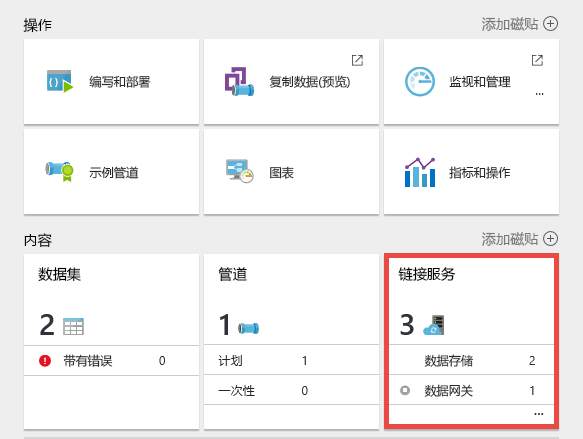 操作
添加磁贴
编写和部署
复制数据(预览)
监视和管理
...
示例管道
图表
指标和操作
内容
添加磁贴
数据集
管道
链接服务
2
1
3
带有错误 0
计划 1
数据存储 2
一次性 0
数据网关 1
...